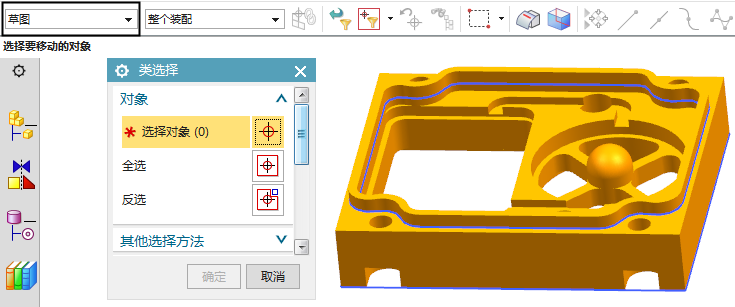 草图
整个装配
选择要移动的对象
类选择
对象
* 选择对象 (0)
全选
反选
其他选择方法
确定
取消